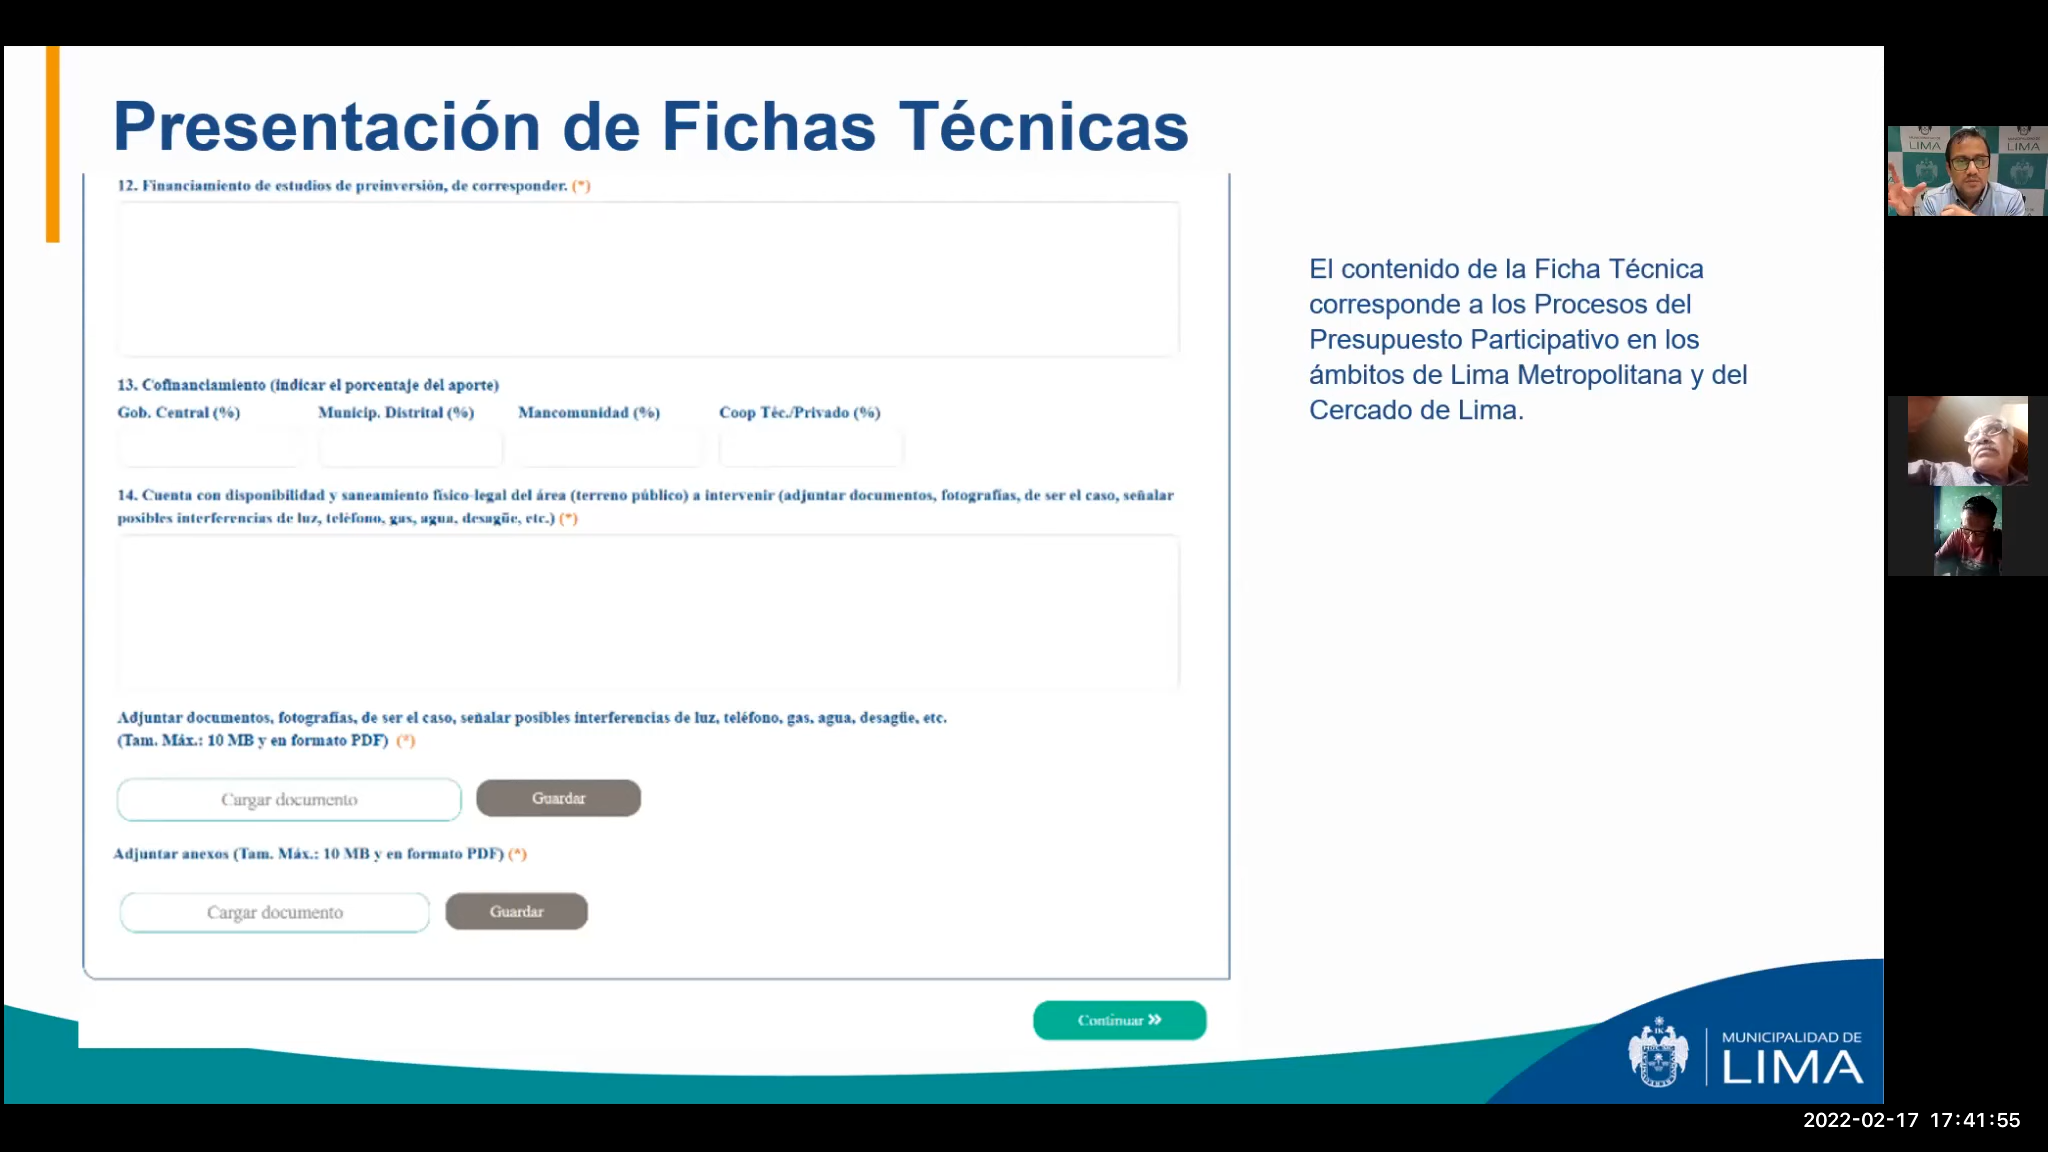 Presentación de Fichas Técnicas
12. Financiamiento de estudios de preinversión, de corresponder. (*)
13. Cofinanciamiento (indicar el porcentaje del aporte)
Gob. Central (%) Municip. Distrital (%) Mancomunidad (%) Coop Téc./Privado (%)
14. Cuenta con disponibilidad y saneamiento físico-legal del área (terreno público) a intervenir (adjuntar documentos, fotografías, de ser el caso, señalar
posibles interferencias de luz, teléfono, gas, agua, desagüe, etc.) (*)
Adjuntar documentos, fotografías, de ser el caso, señalar posibles interferencias de luz, teléfono, gas, agua, desagüe, etc.
(Tam. Máx.: 10 MB y en formato PDF) (*)
Cargar documento Guardar
Adjuntar anexos (Tam. Máx.: 10 MB y en formato PDF) (*)
Cargar documento Guardar
Continuar »
El contenido de la Ficha Técnica
corresponde a los Procesos del
Presupuesto Participativo en los
ámbitos de Lima Metropolitana y del
Cercado de Lima.
LIMA
LIMA
MUNICIPALIDAD DE
LIMA
2022-02-17 17:41:55